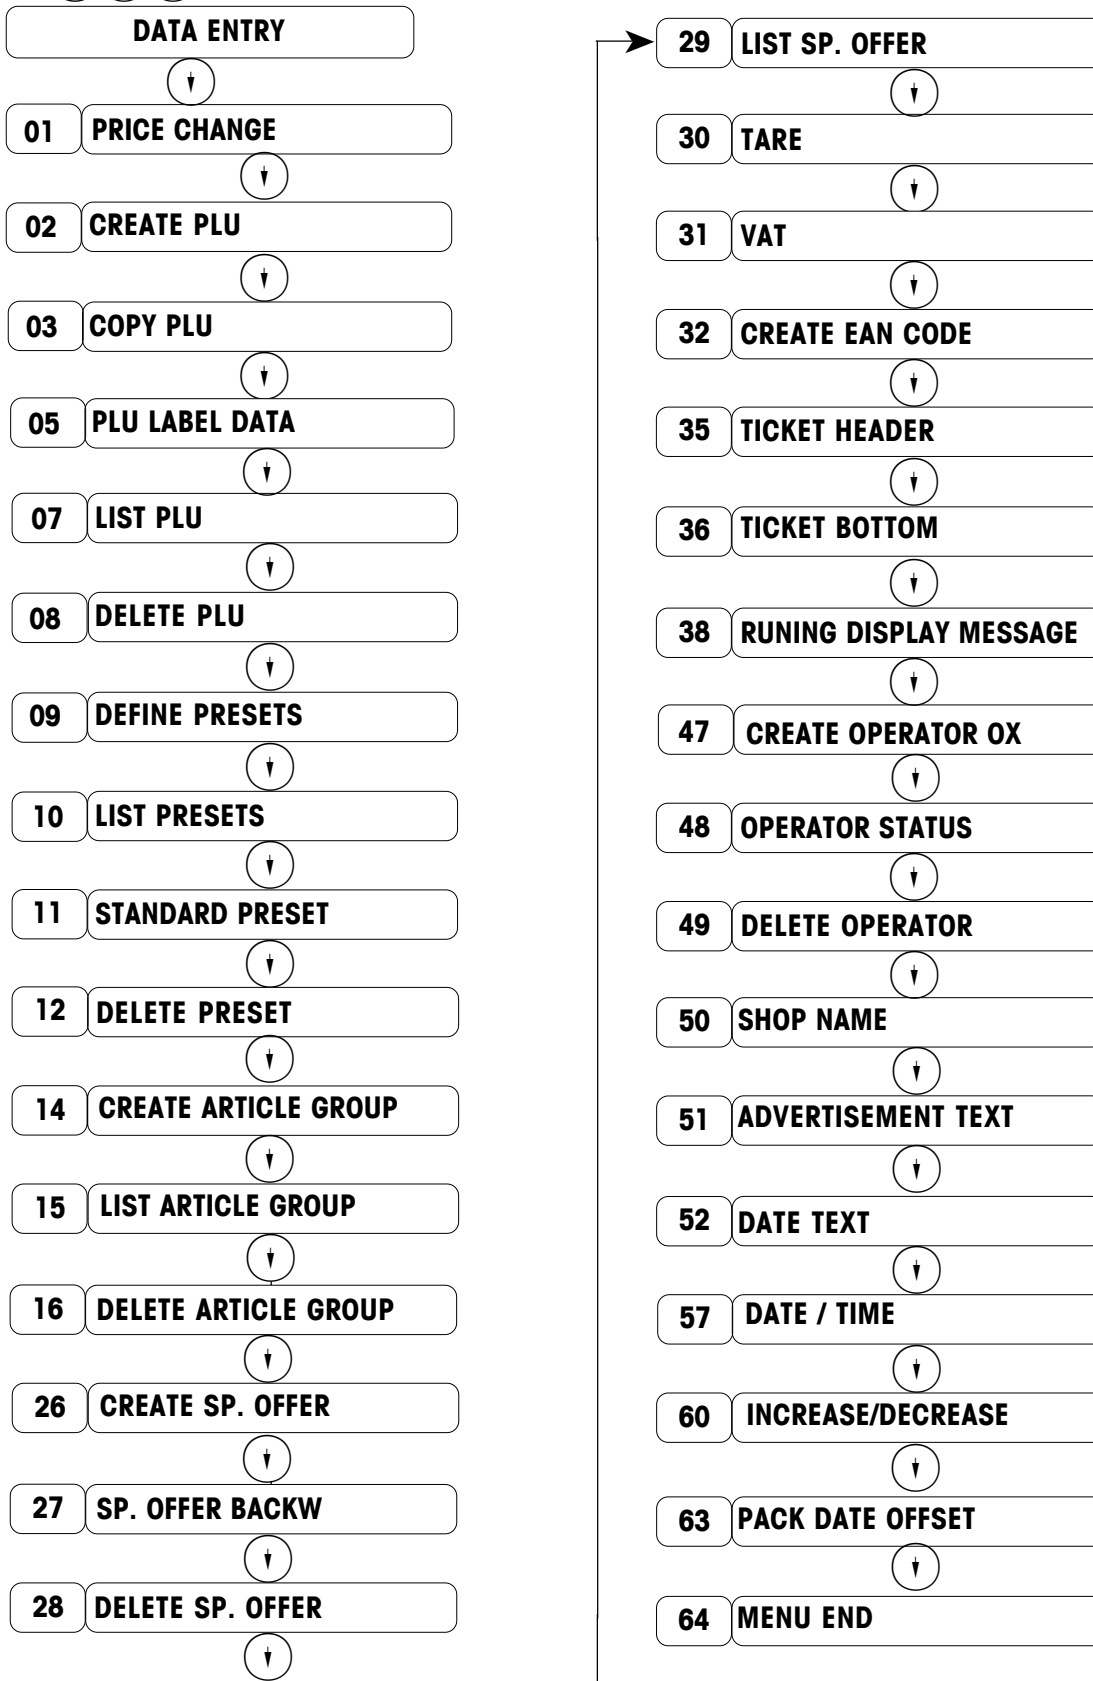 DATA ENTRY
01 PRICE CHANGE
02 CREATE PLU
03 COPY PLU
05 PLU LABEL DATA
07 LIST PLU
08 DELETE PLU
09 DEFINE PRESETS
10 LIST PRESETS
11 STANDARD PRESET
12 DELETE PRESET
14 CREATE ARTICLE GROUP
15 LIST ARTICLE GROUP
16 DELETE ARTICLE GROUP
26 CREATE SP. OFFER
27 SP. OFFER BACKW
28 DELETE SP. OFFER
29 LIST SP. OFFER
30 TARE
31 VAT
32 CREATE EAN CODE
35 TICKET HEADER
36 TICKET BOTTOM
38 RUNING DISPLAY MESSAGE
47 CREATE OPERATOR OX
48 OPERATOR STATUS
49 DELETE OPERATOR
50 SHOP NAME
51 ADVERTISEMENT TEXT
52 DATE TEXT
57 DATE / TIME
60 INCREASE/DECREASE
63 PACK DATE OFFSET
64 MENU END